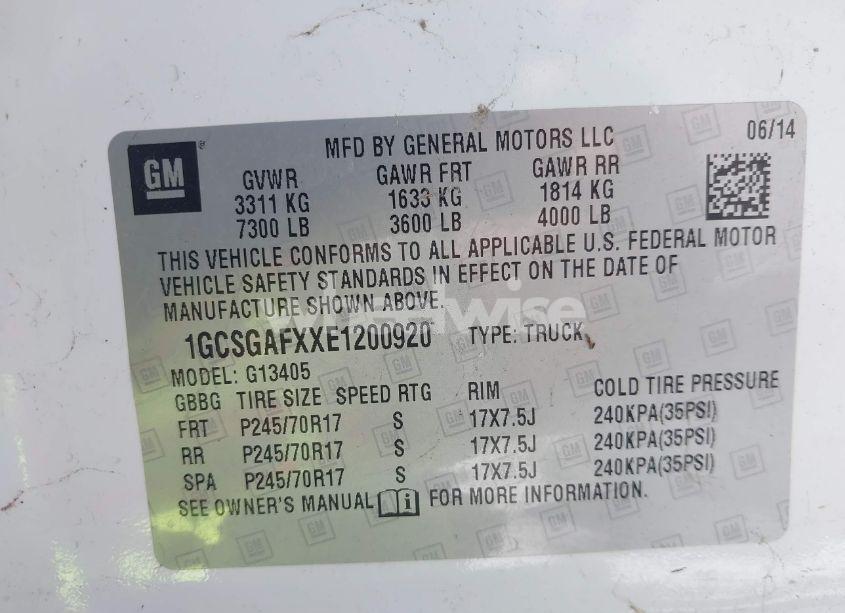 GM
MFD BY GENERAL MOTORS LLC 06/14
GVWR GAWR FRT GAWR RR
3311 KG 1633 KG 1814 KG
7300 LB 3600 LB 4000 LB
THIS VEHICLE CONFORMS TO ALL APPLICABLE U.S. FEDERAL MOTOR
VEHICLE SAFETY STANDARDS IN EFFECT ON THE DATE OF
MANUFACTURE SHOWN ABOVE.
wheelwise
1GCSGAFXXE1200920 TYPE: TRUCK
MODEL: G13405
GBBG TIRE SIZE SPEED RTG RIM COLD TIRE PRESSURE
FRT P245/70R17 S 17X7.5J 240KPA(35PSI)
RR P245/70R17 S 17X7.5J 240KPA(35PSI)
SPA P245/70R17 S 17X7.5J 240KPA(35PSI)
SEE OWNER'S MANUAL FOR MORE INFORMATION.